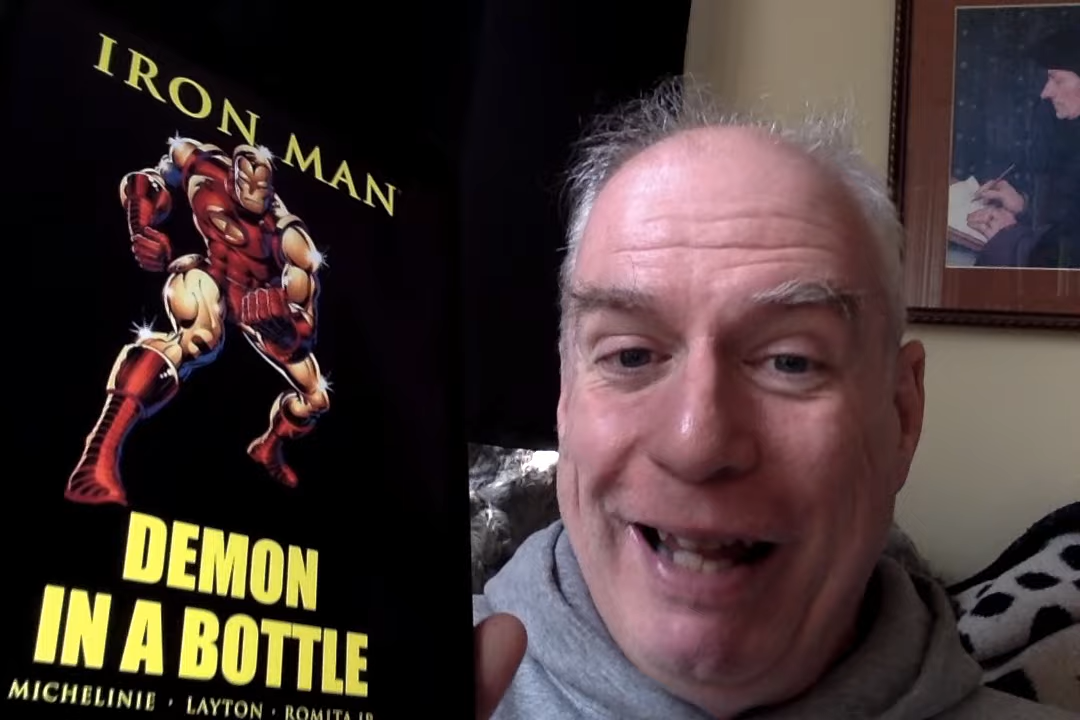 IRON MAN
DEMON
IN A BOTTLE
MICHELINIE · LAYTON · ROMITA JR